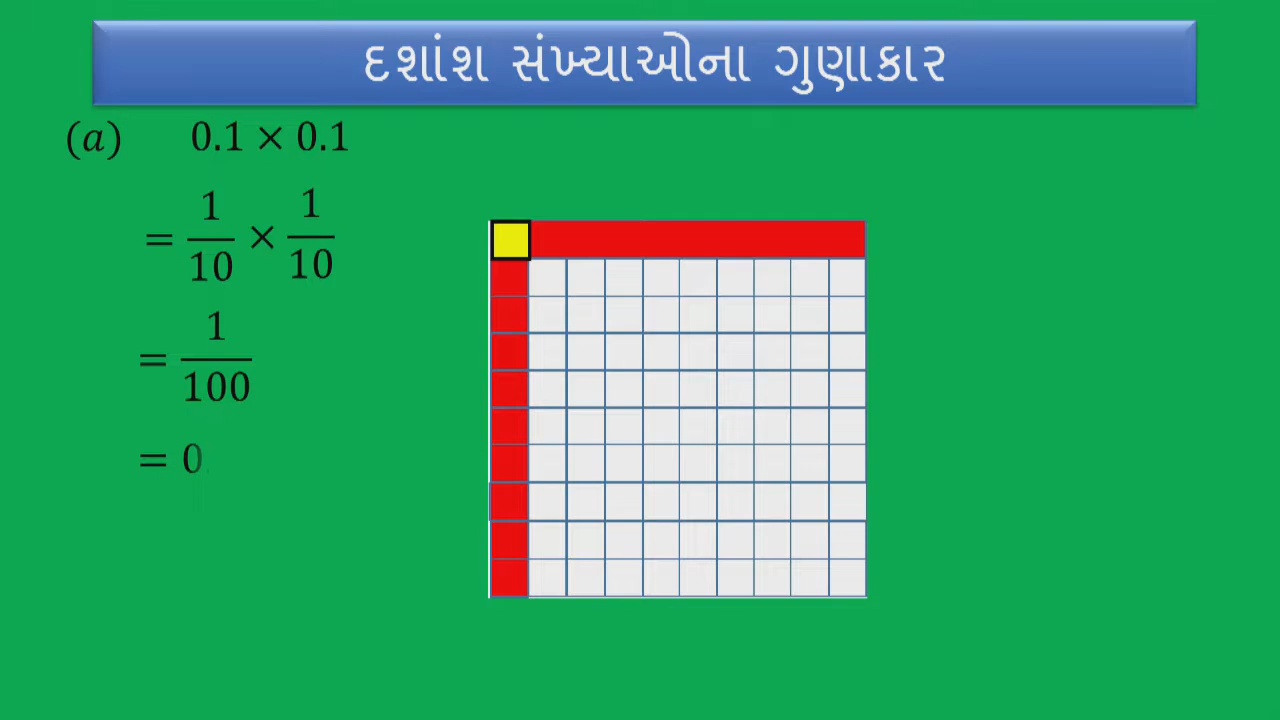 દશાંશ સંખ્યાઓના ગુણાકાર
(a) 0.1 × 0.1
= 1/10 × 1/10
= 1/100
= 0.